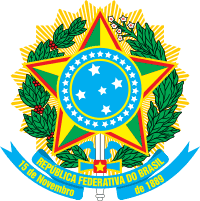 REPÚBLICA FEDERATIVA DO BRASIL
15 de Novembro
de 1889